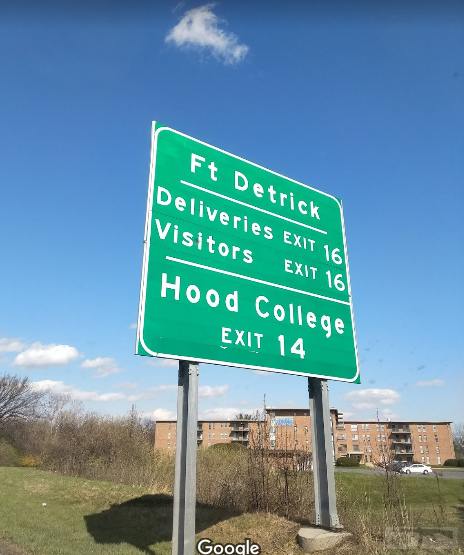 Ft Detrick
Deliveries EXIT 16
Visitors EXIT 16
Hood College
EXIT 14
Google